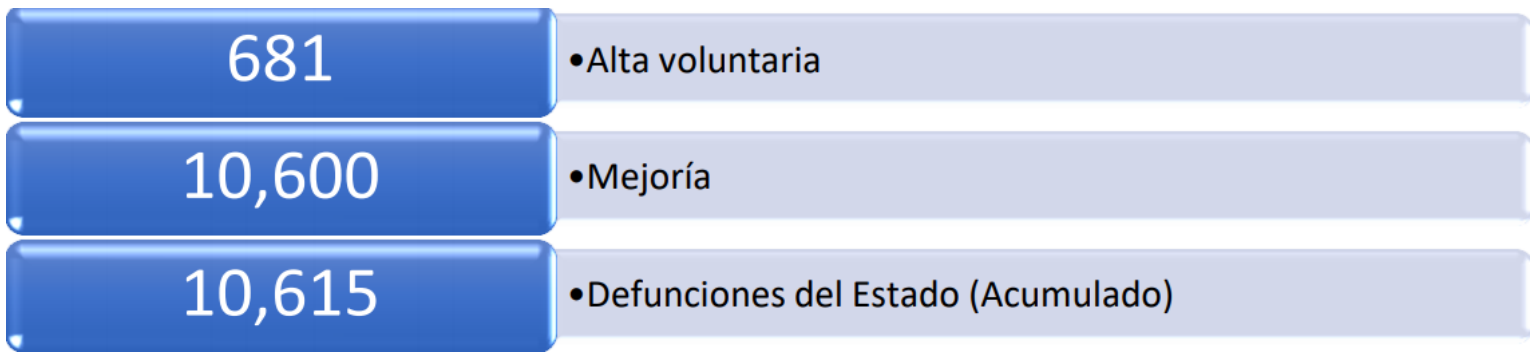 681 •Alta voluntaria
10,600 •Mejoría
10,615 •Defunciones del Estado (Acumulado)